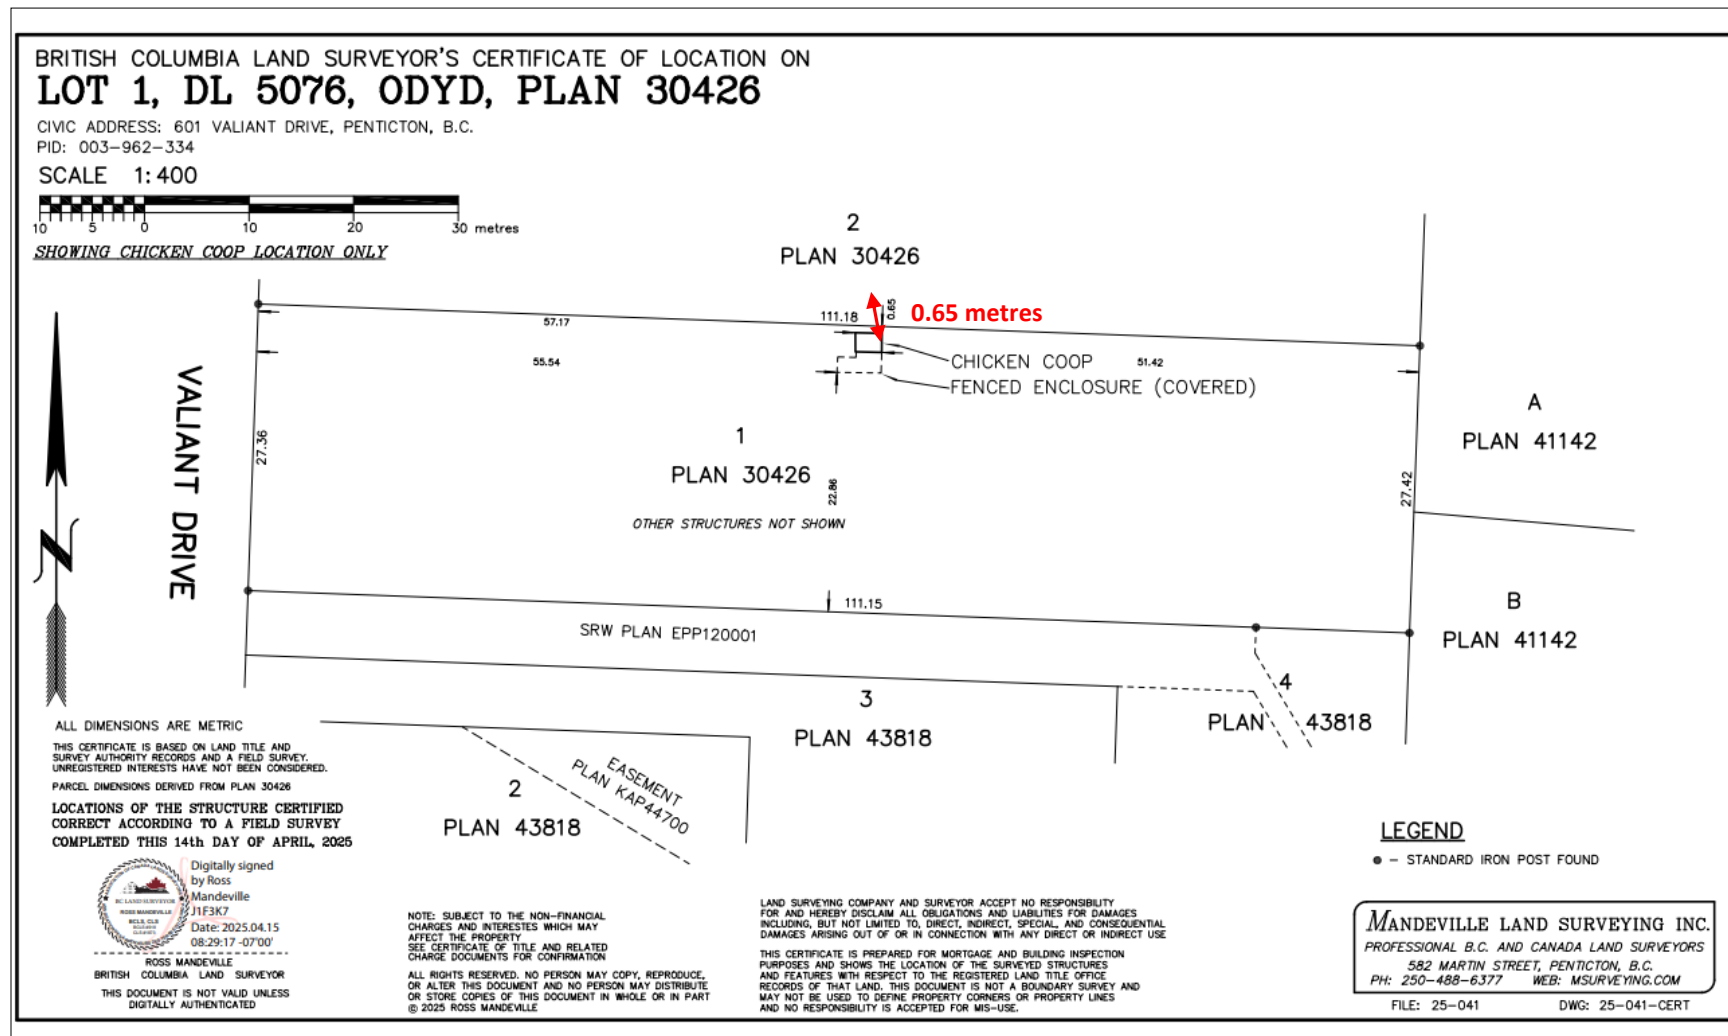 BRITISH COLUMBIA LAND SURVEYOR'S CERTIFICATE OF LOCATION ON
LOT 1, DL 5076, ODYD, PLAN 30426
CIVIC ADDRESS: 601 VALIANT DRIVE, PENTICTON, B.C.
PID: 003-962-334
SCALE 1:400
10 5 0 10 20 30 metres
SHOWING CHICKEN COOP LOCATION ONLY
2
PLAN 30426
0.65
0.65 metres
57.17
111.18
55.54
CHICKEN COOP
51.42
FENCED ENCLOSURE (COVERED)
VALIANT DRIVE
27.36
1
PLAN 30426
22.86
OTHER STRUCTURES NOT SHOWN
27.42
A
PLAN 41142
B
PLAN 41142
N
111.15
SRW PLAN EPP120001
3
PLAN 43818
4
PLAN 43818
EASEMENT
PLAN KAP44700
2
PLAN 43818
ALL DIMENSIONS ARE METRIC
THIS CERTIFICATE IS BASED ON LAND TITLE AND
SURVEY AUTHORITY RECORDS AND A FIELD SURVEY.
UNREGISTERED INTERESTS HAVE NOT BEEN CONSIDERED.
PARCEL DIMENSIONS DERIVED FROM PLAN 30426
LOCATIONS OF THE STRUCTURE CERTIFIED
CORRECT ACCORDING TO A FIELD SURVEY
COMPLETED THIS 14th DAY OF APRIL, 2025
BC LAND SURVEYOR
ROSS MANDEVILLE
BCLS, CLS
Digitally signed
by Ross
Mandeville
J1F3K7
Date: 2025.04.15
08:29:17 -07'00'
ROSS MANDEVILLE
BRITISH COLUMBIA LAND SURVEYOR
THIS DOCUMENT IS NOT VALID UNLESS
DIGITALLY AUTHENTICATED
NOTE: SUBJECT TO THE NON-FINANCIAL
CHARGES AND INTERESTES WHICH MAY
AFFECT THE PROPERTY
SEE CERTIFICATE OF TITLE AND RELATED
CHARGE DOCUMENTS FOR CONFIRMATION
ALL RIGHTS RESERVED. NO PERSON MAY COPY, REPRODUCE,
OR ALTER THIS DOCUMENT AND NO PERSON MAY DISTRIBUTE
OR STORE COPIES OF THIS DOCUMENT IN WHOLE OR IN PART
© 2025 ROSS MANDEVILLE
LAND SURVEYING COMPANY AND SURVEYOR ACCEPT NO RESPONSIBILITY
FOR AND HEREBY DISCLAIM ALL OBLIGATIONS AND LIABILITIES FOR DAMAGES
INCLUDING, BUT NOT LIMITED TO, DIRECT, INDIRECT, SPECIAL, AND CONSEQUENTIAL
DAMAGES ARISING OUT OF OR IN CONNECTION WITH ANY DIRECT OR INDIRECT USE
THIS CERTIFICATE IS PREPARED FOR MORTGAGE AND BUILDING INSPECTION
PURPOSES AND SHOWS THE LOCATION OF THE SURVEYED STRUCTURES
AND FEATURES WITH RESPECT TO THE REGISTERED LAND TITLE OFFICE
RECORDS OF THAT LAND. THIS DOCUMENT IS NOT A BOUNDARY SURVEY AND
MAY NOT BE USED TO DEFINE PROPERTY CORNERS OR PROPERTY LINES
AND NO RESPONSIBILITY IS ACCEPTED FOR MIS-USE.
LEGEND
- STANDARD IRON POST FOUND
MANDEVILLE LAND SURVEYING INC.
PROFESSIONAL B.C. AND CANADA LAND SURVEYORS
582 MARTIN STREET, PENTICTON, B.C.
PH: 250-488-6377 WEB: MSURVEYING.COM
FILE: 25-041 DWG: 25-041-CERT